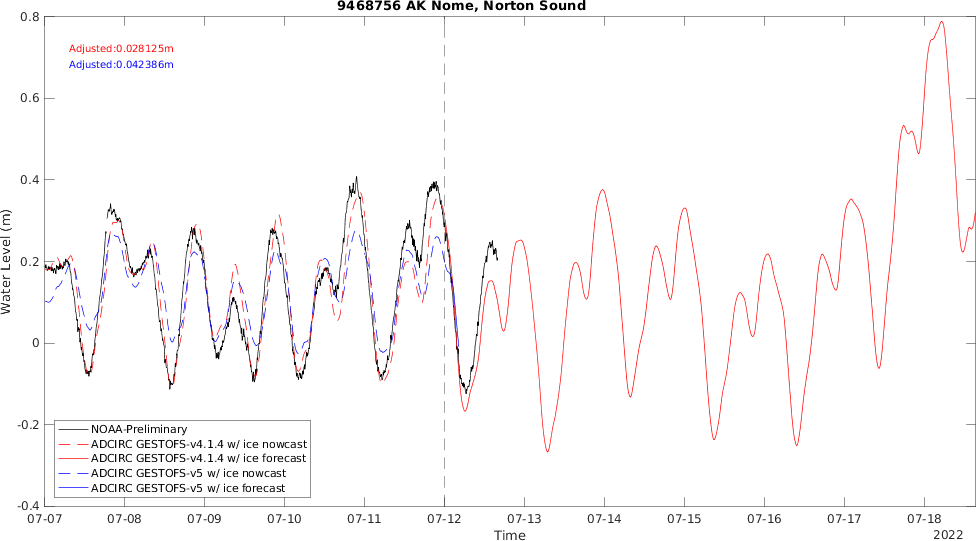 9468756 AK Nome, Norton Sound
Adjusted:0.028125m
Adjusted:0.042386m
Water Level (m)
0.8
0.6
0.4
0.2
0
-0.2
-0.4
NOAA-Preliminary
ADCIRC GESTOFS-v4.1.4 w/ ice nowcast
ADCIRC GESTOFS-v4.1.4 w/ ice forecast
ADCIRC GESTOFS-v5 w/ ice nowcast
ADCIRC GESTOFS-v5 w/ ice forecast
07-07 07-08 07-09 07-10 07-11 07-12 07-13 07-14 07-15 07-16 07-17 07-18
Time
2022